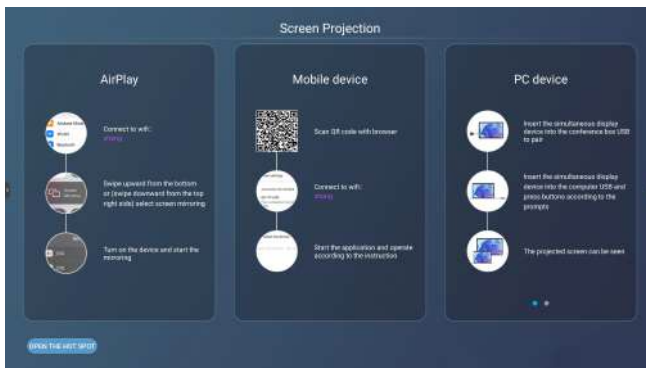 Screen Projection
AirPlay
Connect to wifi:
Swipe upward from the bottom
or (swipe downward from the top
right side) select screen mirroring
Turn on the device and start the
mirroring
Mobile device
Scan QR code with browser
Connect to wifi:
Start the application and operate
according to the instruction
PC device
Insert the simultaneous display
device into the conference box USB
to pair
Insert the simultaneous display
device into the computer USB and
press buttons according to the
prompts
The projected screen can be seen
OPEN THE HOT SPOT